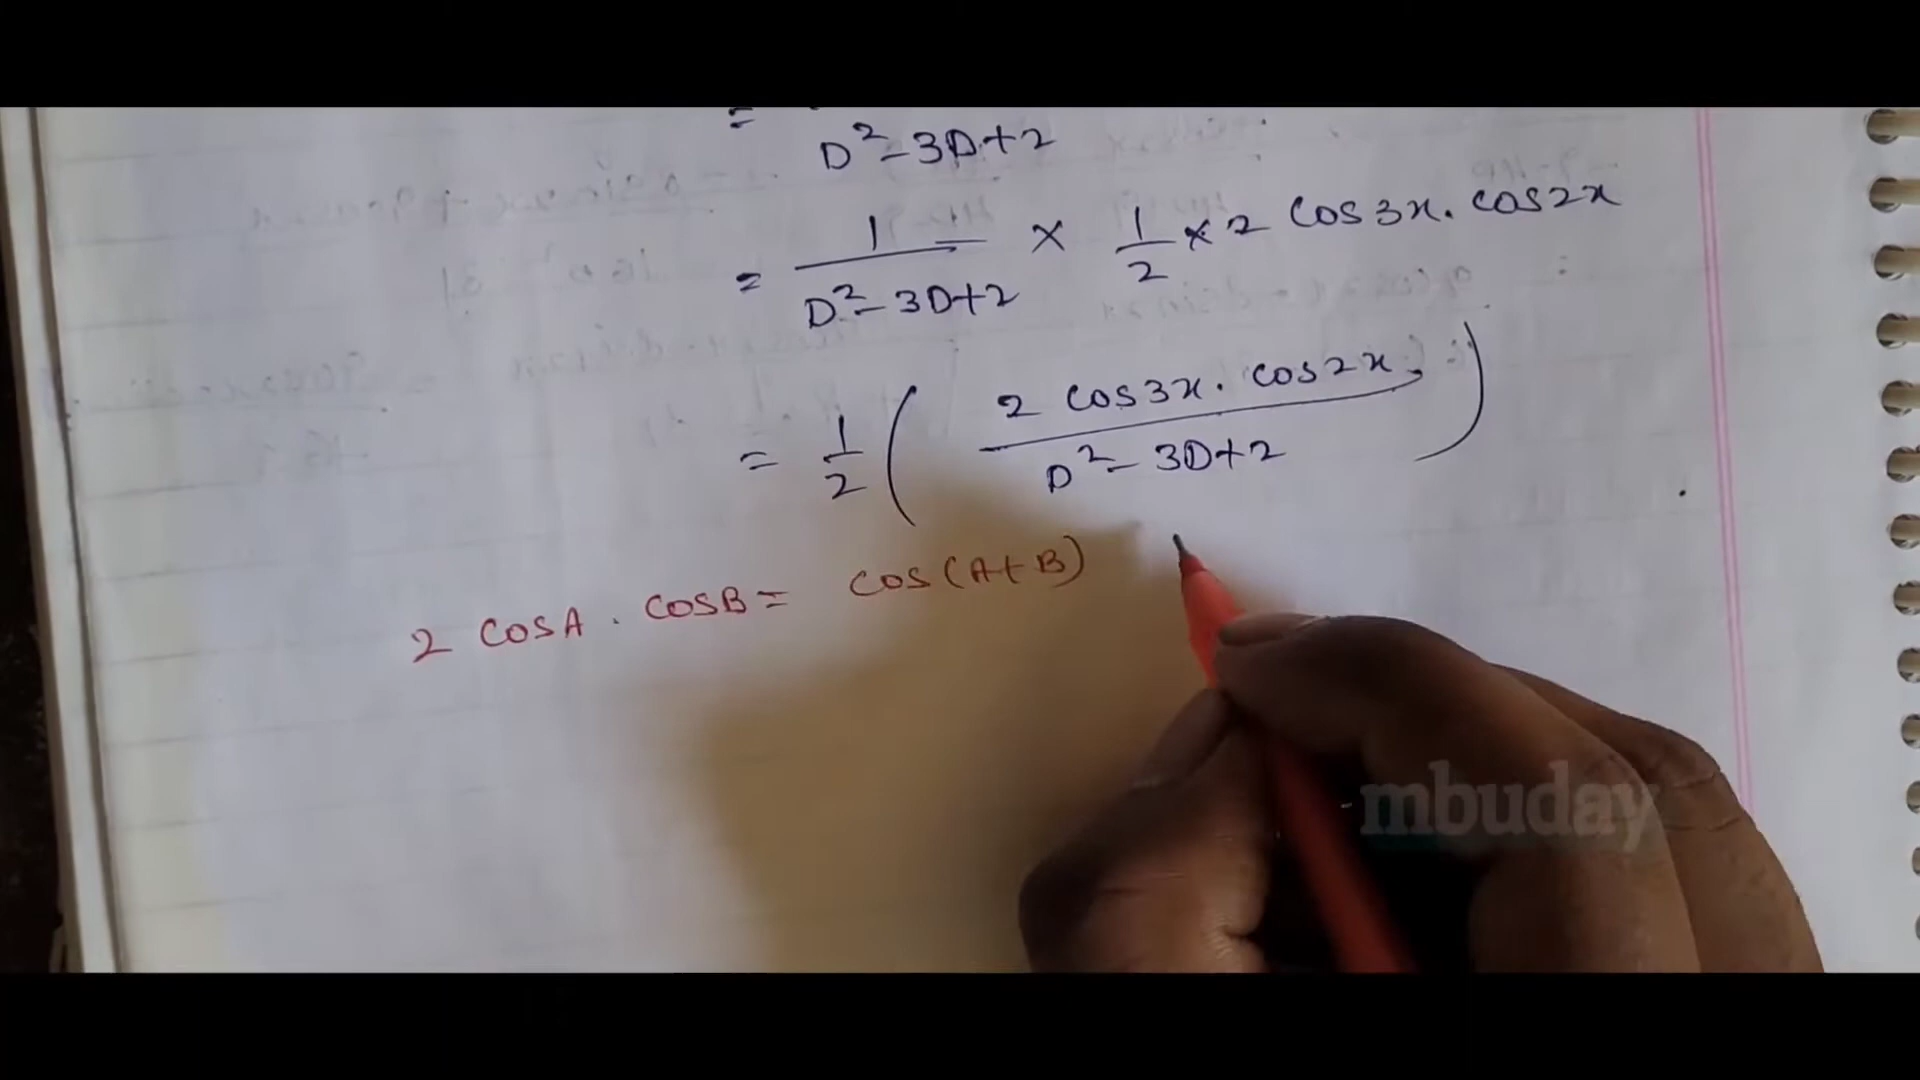 =
D² - 3D + 2
= 1 / (D² - 3D + 2) × 1/2 × 2 cos3x . cos2x
= 1/2 ( 2 cos3x . cos2x / (D² - 3D + 2) )
2 cosA . cosB = cos(A+B)
mbuday